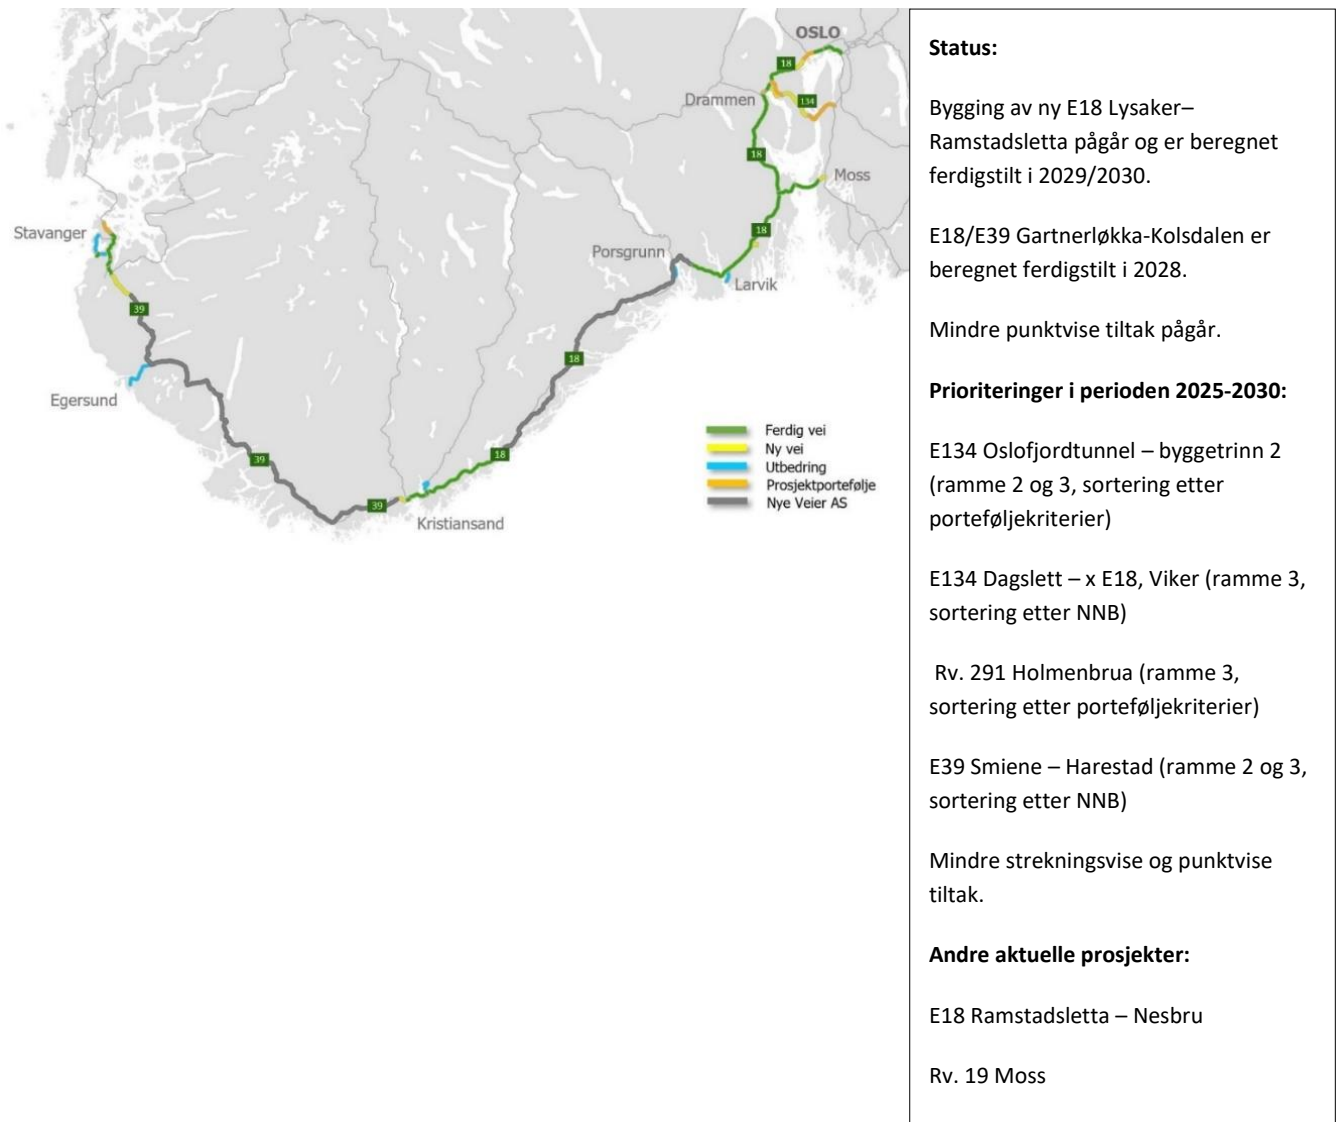 OSLO
18
134
Drammen
18
Moss
Stavanger
18
Porsgrunn
Larvik
39
18
Egersund
39
18
39
Kristiansand
Ferdig vei
Ny vei
Utbedring
Prosjektportefølje
Nye Veier AS
Status:
Bygging av ny E18 Lysaker–
Ramstadsletta pågår og er beregnet
ferdigstilt i 2029/2030.
E18/E39 Gartnerløkka-Kolsdalen er
beregnet ferdigstilt i 2028.
Mindre punktvise tiltak pågår.
Prioriteringer i perioden 2025-2030:
E134 Oslofjordtunnel – byggetrinn 2
(ramme 2 og 3, sortering etter
porteføljekriterier)
E134 Dagslett – x E18, Viker (ramme 3,
sortering etter NNB)
Rv. 291 Holmenbrua (ramme 3,
sortering etter porteføljekriterier)
E39 Smiene – Harestad (ramme 2 og 3,
sortering etter NNB)
Mindre strekningsvise og punktvise
tiltak.
Andre aktuelle prosjekter:
E18 Ramstadsletta – Nesbru
Rv. 19 Moss